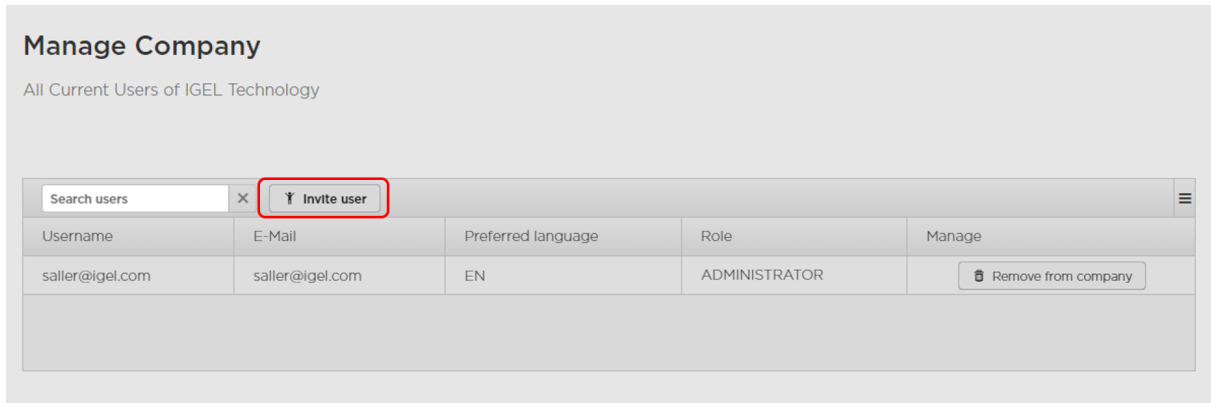 Manage Company
All Current Users of IGEL Technology
Search users Invite user
Username E-Mail Preferred language Role Manage
saller@igel.com saller@igel.com EN ADMINISTRATOR Remove from company